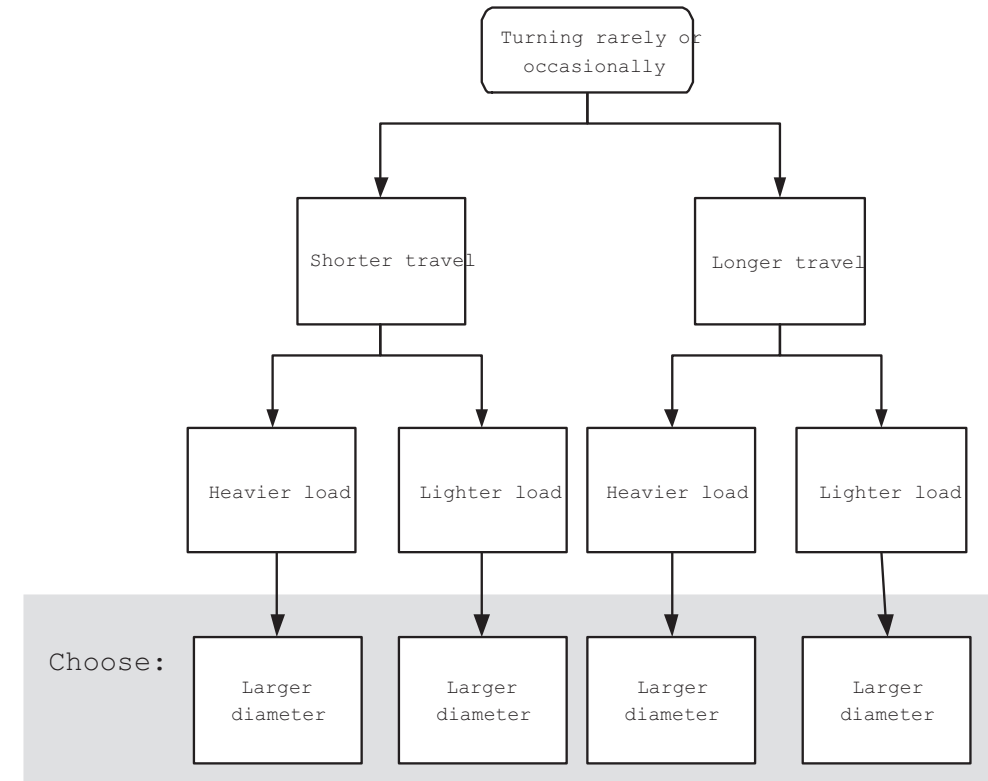 Turning rarely or
occasionally
Shorter travel
Longer travel
Heavier load
Lighter load
Heavier load
Lighter load
Choose:
Larger
diameter
Larger
diameter
Larger
diameter
Larger
diameter